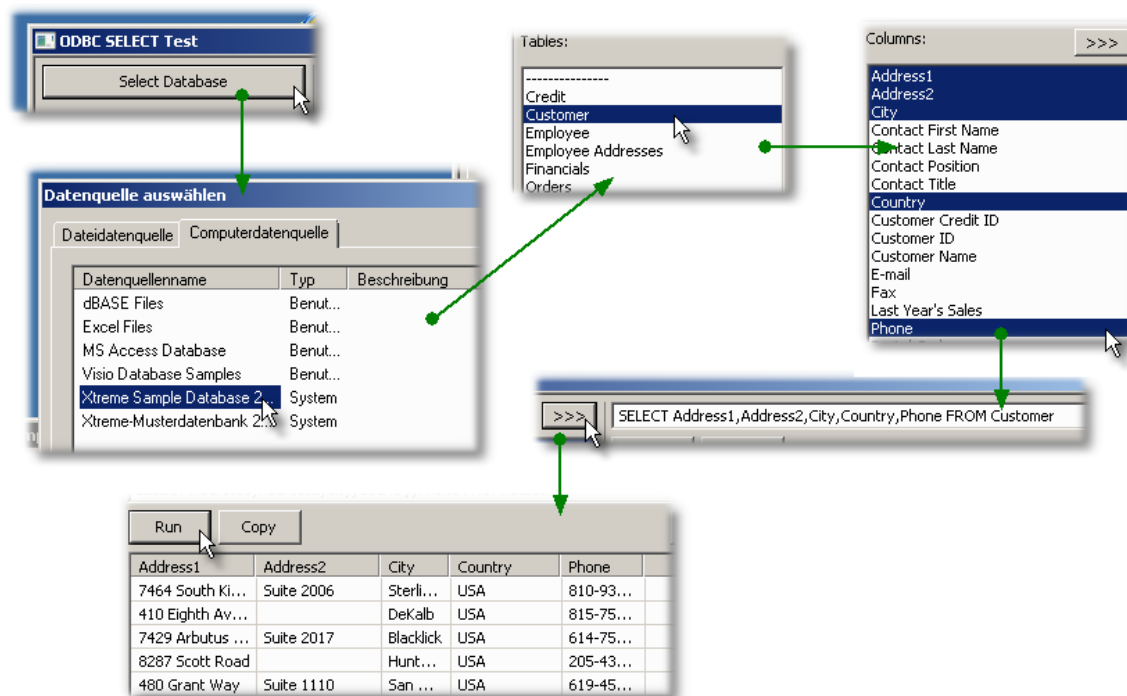 ODBC SELECT Test
Select Database
Datenquelle auswählen
Dateidatenquelle Computerdatenquelle
Datenquellenname Typ Beschreibung
dBASE Files Benut...
Excel Files Benut...
MS Access Database Benut...
Visio Database Samples Benut...
Xtreme Sample Database 2... System
Xtreme-Musterdatenbank 2... System
Tables:
---------------
Credit
Customer
Employee
Employee Addresses
Financials
Orders
Columns: >>>
Address1
Address2
City
Contact First Name
Contact Last Name
Contact Position
Contact Title
Country
Customer Credit ID
Customer ID
Customer Name
E-mail
Fax
Last Year's Sales
Phone
>>> SELECT Address1,Address2,City,Country,Phone FROM Customer
Run Copy
Address1 Address2 City Country Phone
7464 South Ki... Suite 2006 Sterli... USA 810-93...
410 Eighth Av... DeKalb USA 815-75...
7429 Arbutus ... Suite 2017 Blacklick USA 614-75...
8287 Scott Road Hunt... USA 205-43...
480 Grant Way Suite 1110 San ... USA 619-45...